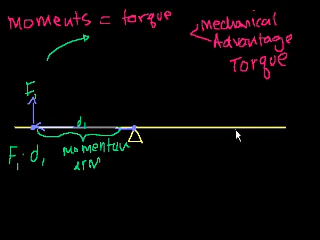 moments = torque
Mechanical
Advantage
Torque
F₁
d₁
F₁ · d₁
momentum
arm